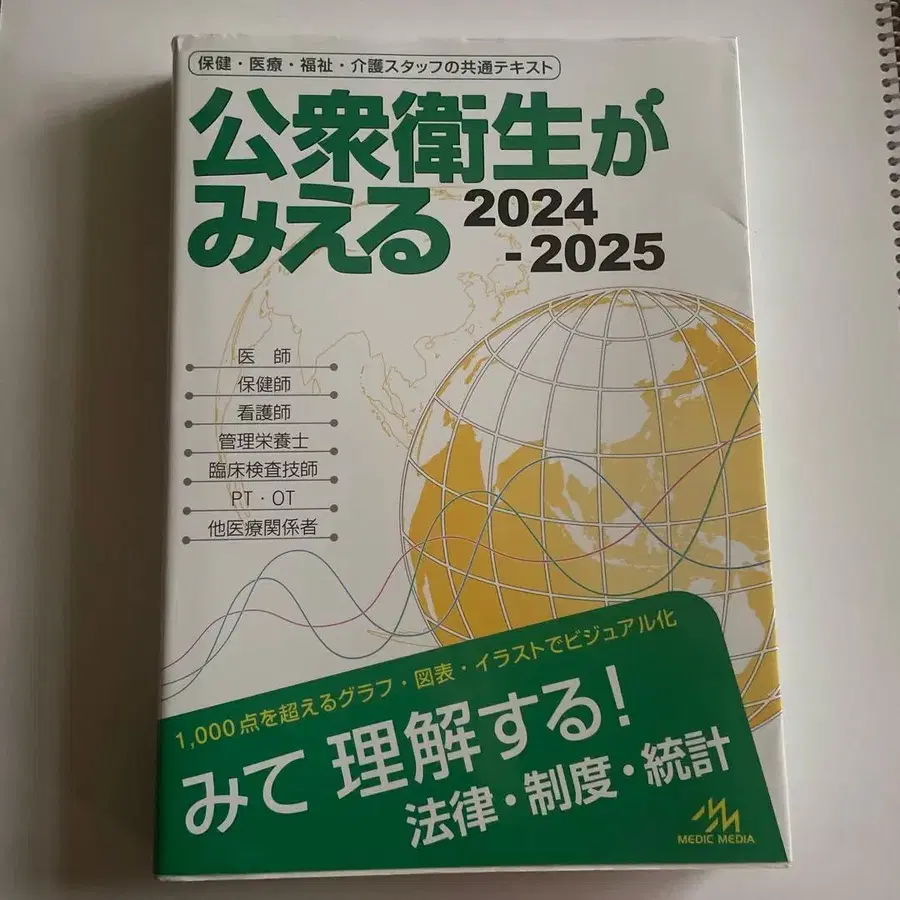 保健・医療・福祉・介護スタッフの共通テキスト
公衆衛生が
みえる 2024
-2025
医 師
保健師
看護師
管理栄養士
臨床検査技師
PT・OT
他医療関係者
1,000点を超えるグラフ・図表・イラストでビジュアル化
みて 理解する!
法律・制度・統計
MEDIC MEDIA